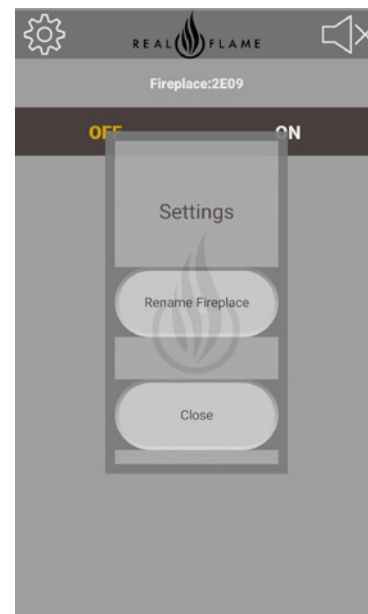 REAL FLAME
Fireplace:2E09
OFF ON
Settings
Rename Fireplace
Close